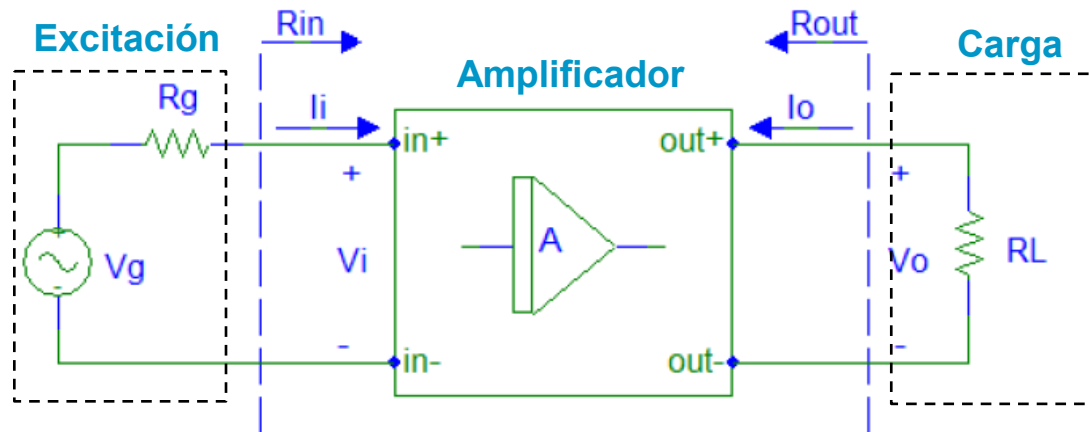 Excitación
Rin
Rout
Carga
Amplificador
Rg
Ii
Io
in+
out+
+
+
+
A
Vg
Vi
Vo
RL
-
-
-
in-
out-